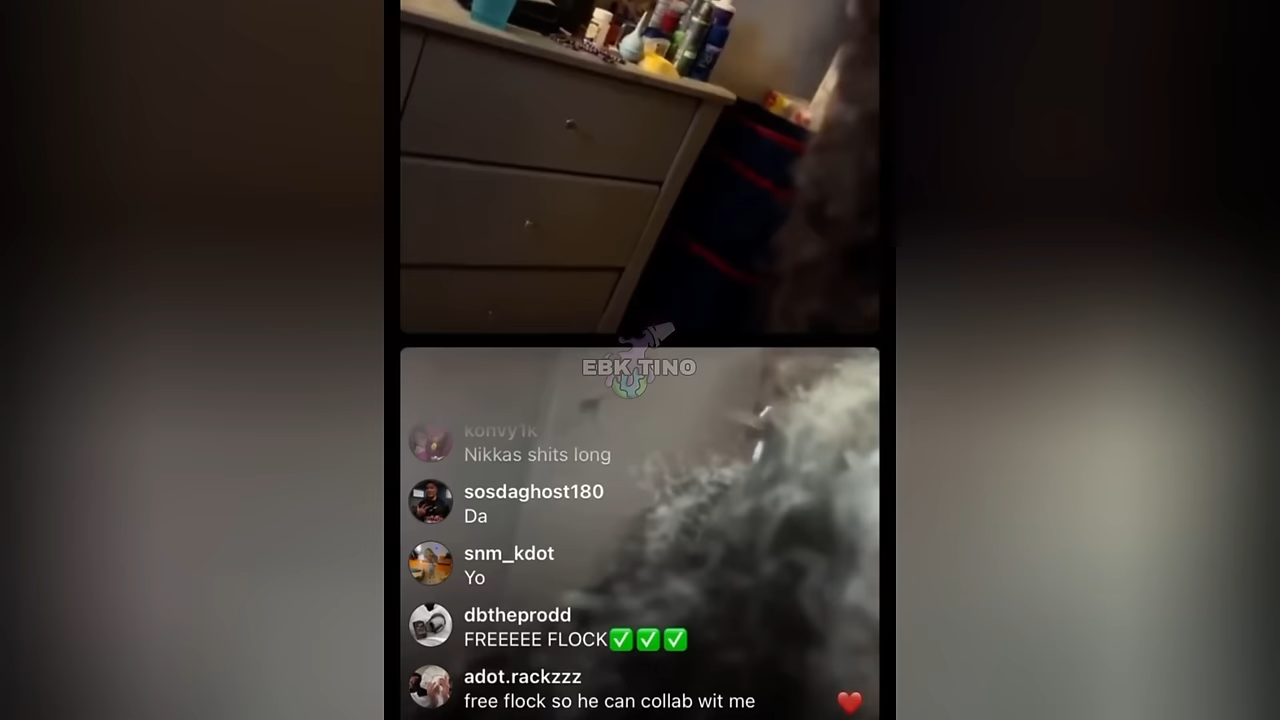 EBK TINO
konvy1k
Nikkas shits long
sosdaghost180
Da
snm_kdot
Yo
dbtheprodd
FREEEEE FLOCK✅✅✅
adot.rackzzz
free flock so he can collab wit me